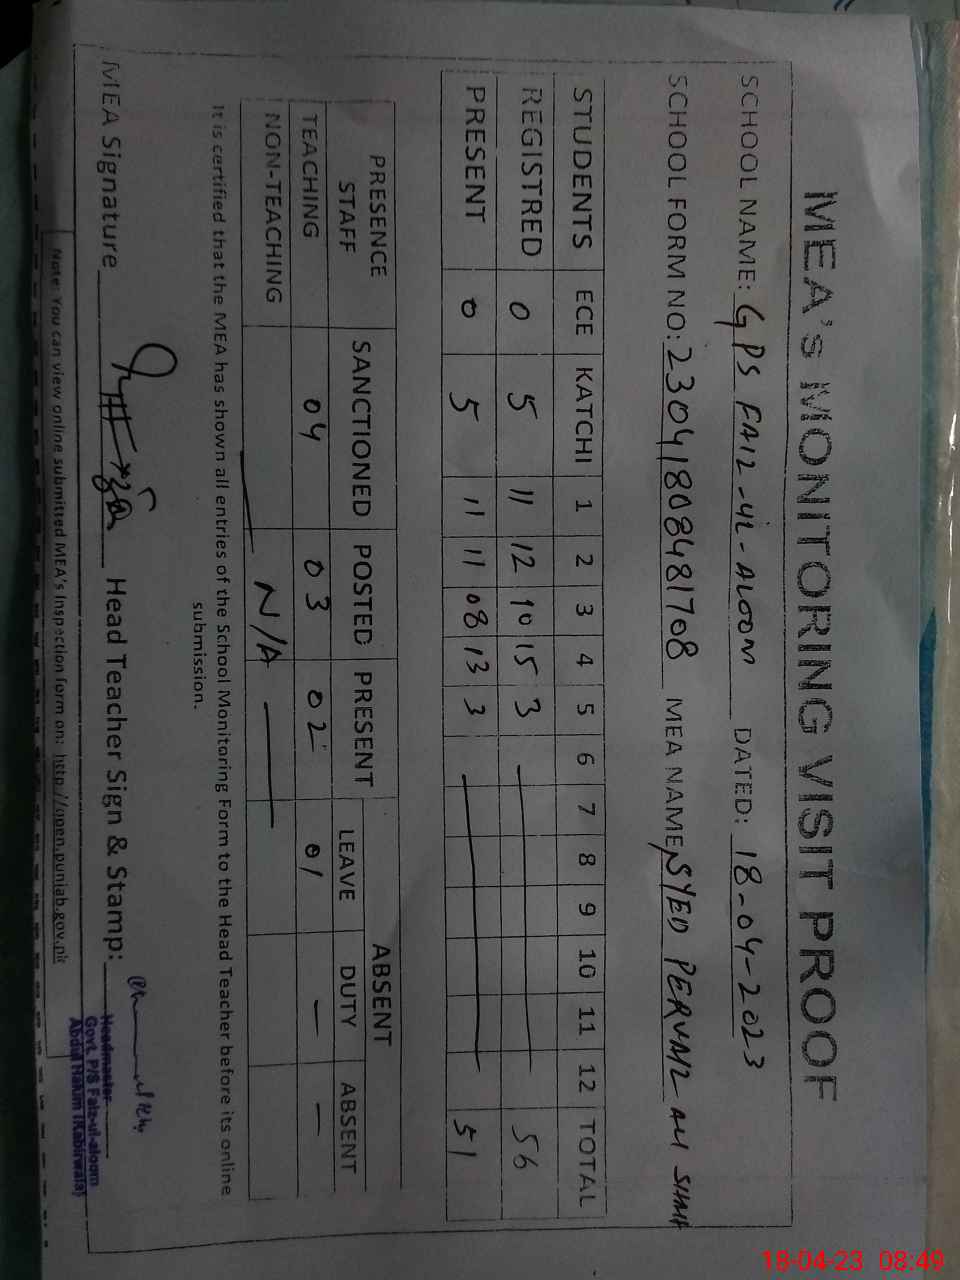 MEA's MONITORING VISIT PROOF
SCHOOL NAME: GPS FAIZ-UL-ALOOM DATED: 18-04-2023
SCHOOL FORM NO: 23041808481708 MEA NAME: SYED PERVAIZ ALI SHAH
STUDENTS ECE KATCHI 1 2 3 4 5 6 7 8 9 10 11 12 TOTAL
REGISTRED 0 5 11 12 10 15 3 56
PRESENT 0 5 11 11 08 13 3 51
PRESENCE STAFF SANCTIONED POSTED PRESENT ABSENT
LEAVE DUTY ABSENT
TEACHING 04 03 02 01 — —
NON-TEACHING N/A
It is certified that the MEA has shown all entries of the School Monitoring Form to the Head Teacher before its online
submission.
MEA Signature Head Teacher Sign & Stamp:
Headmaster
Govt. P/S Faiz-ul-aloom
Abdul Hakim (Kabirwala)
Note: You can view online submitted MEA's Inspection form on: http://open.punjab.gov.pk
18-04-23 08:49